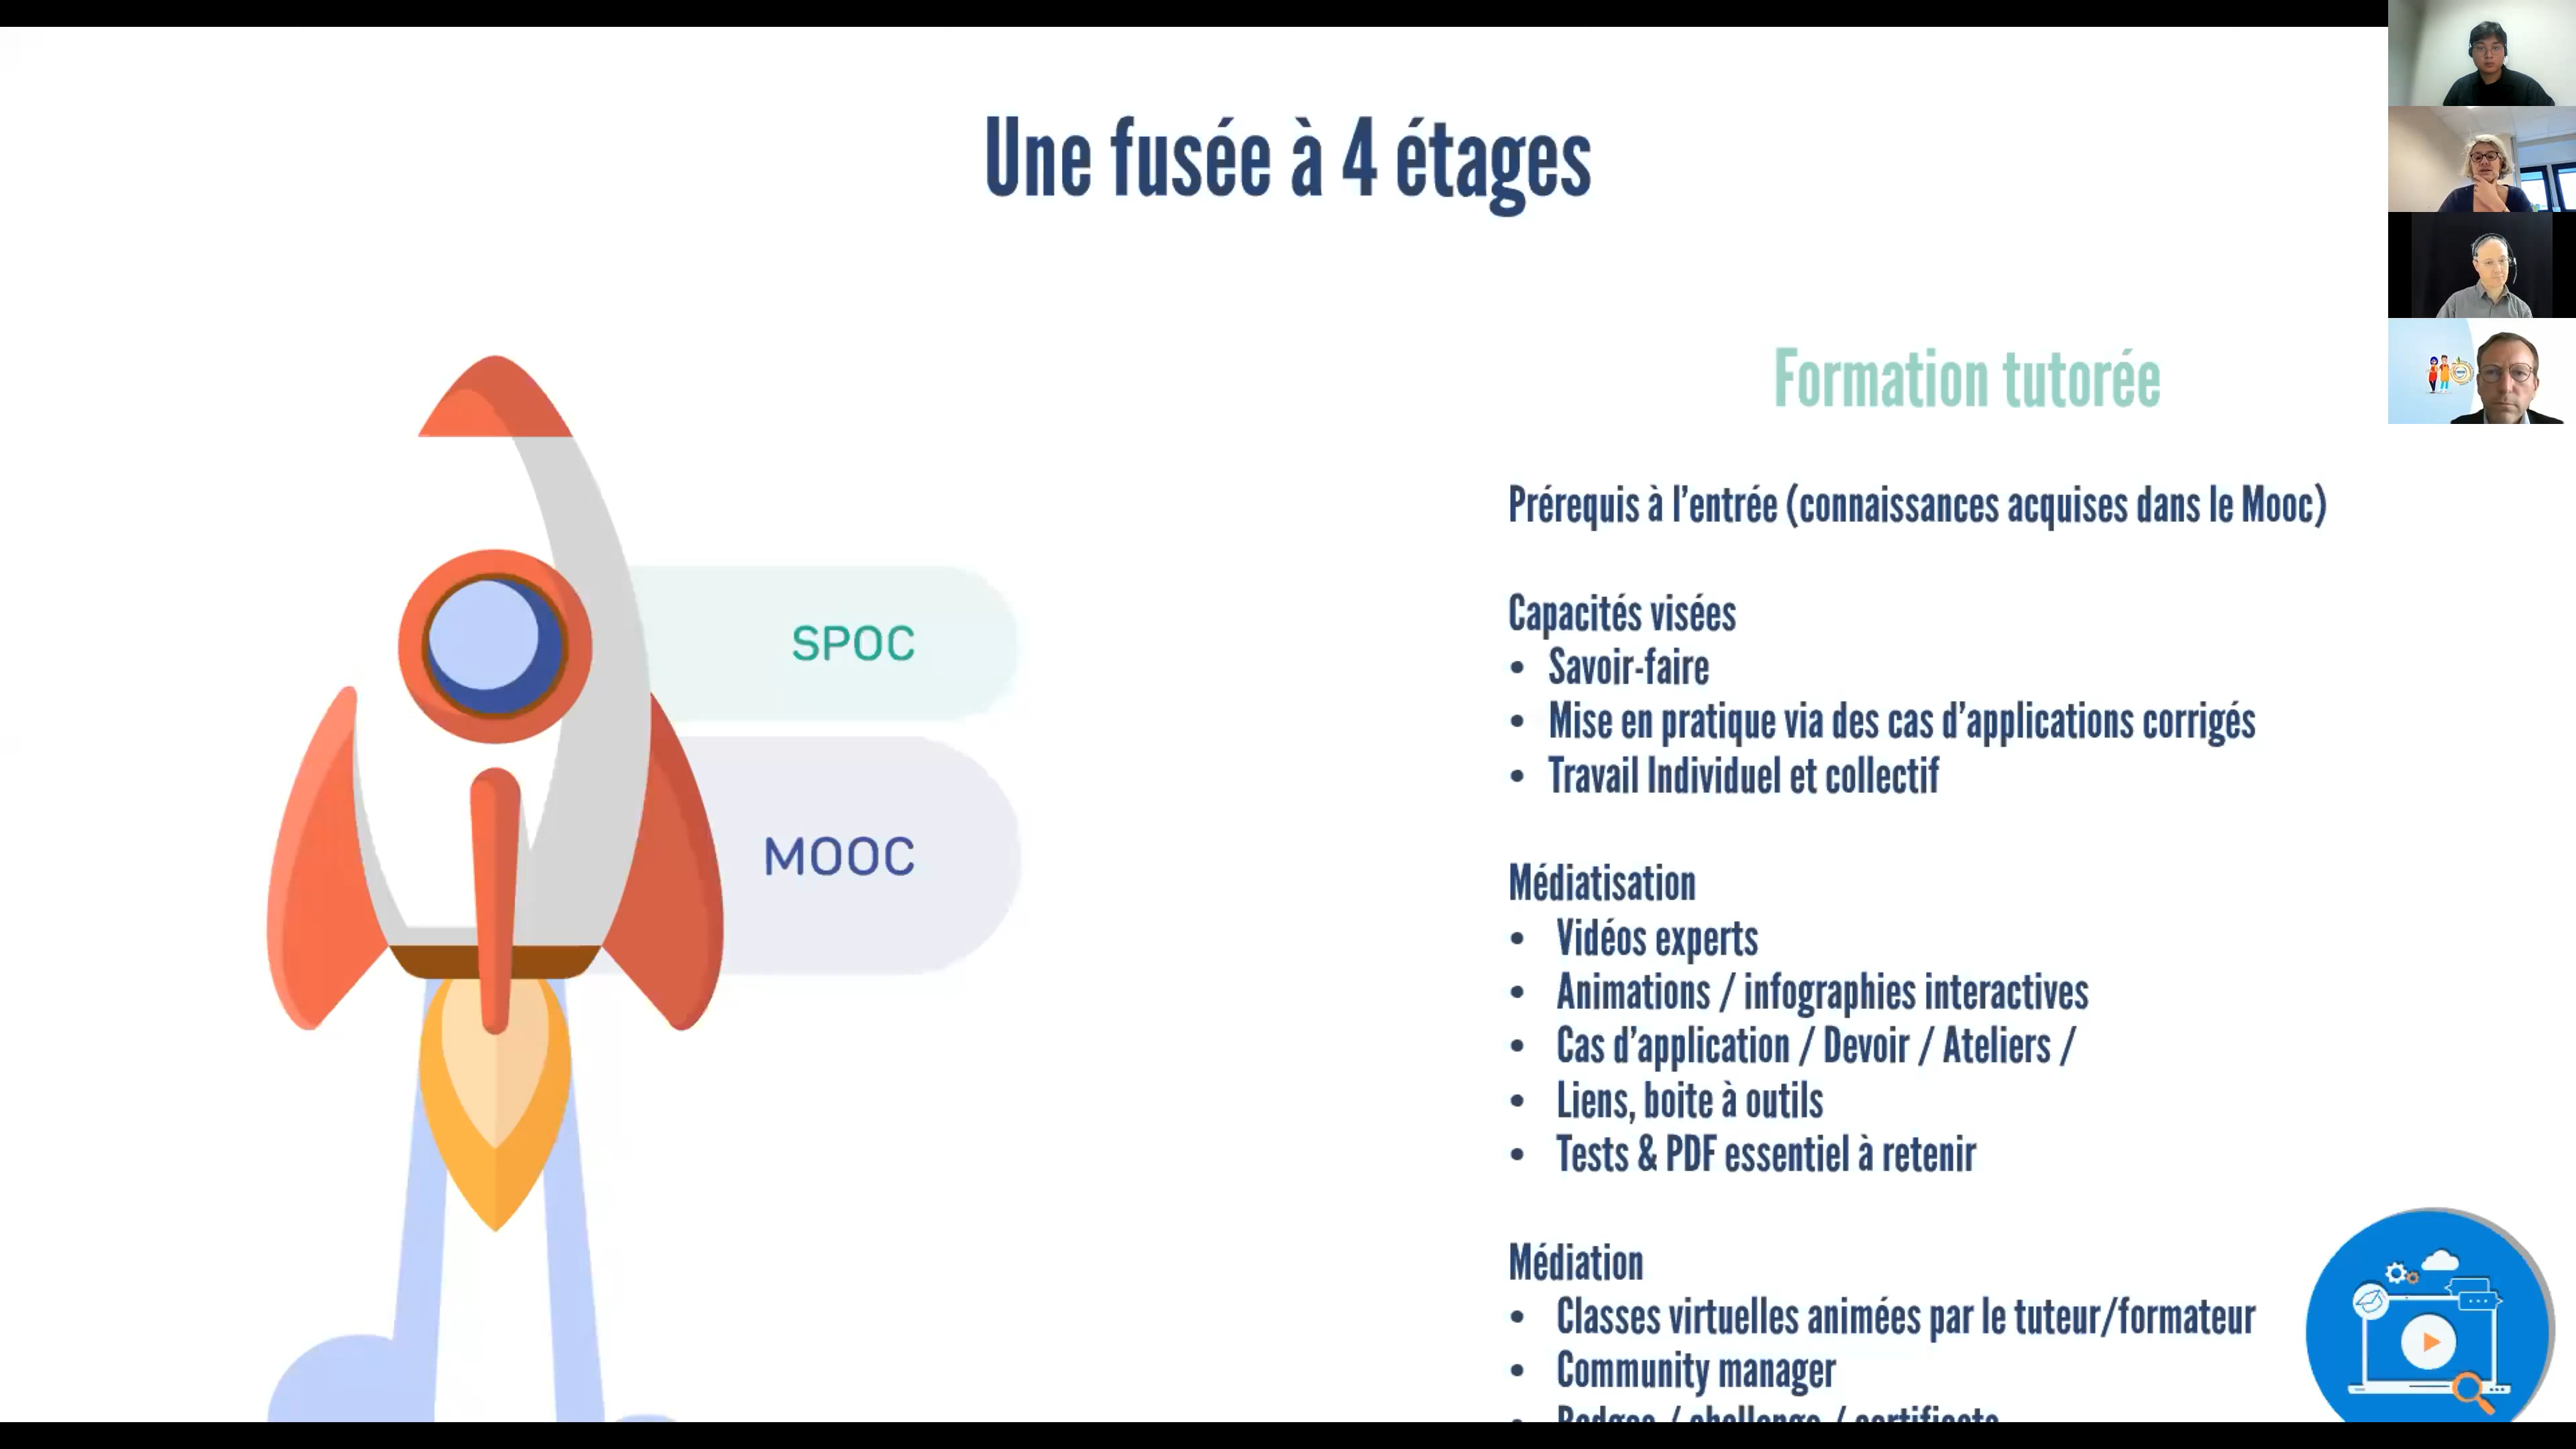 Une fusée à 4 étages
SPOC
MOOC
Formation tutorée
Prérequis à l'entrée (connaissances acquises dans le Mooc)
Capacités visées
• Savoir-faire
• Mise en pratique via des cas d'applications corrigés
• Travail Individuel et collectif
Médiatisation
• Vidéos experts
• Animations / infographies interactives
• Cas d'application / Devoir / Ateliers /
• Liens, boite à outils
• Tests & PDF essentiel à retenir
Médiation
• Classes virtuelles animées par le tuteur/formateur
• Community manager
• Badges / challenge / certificats